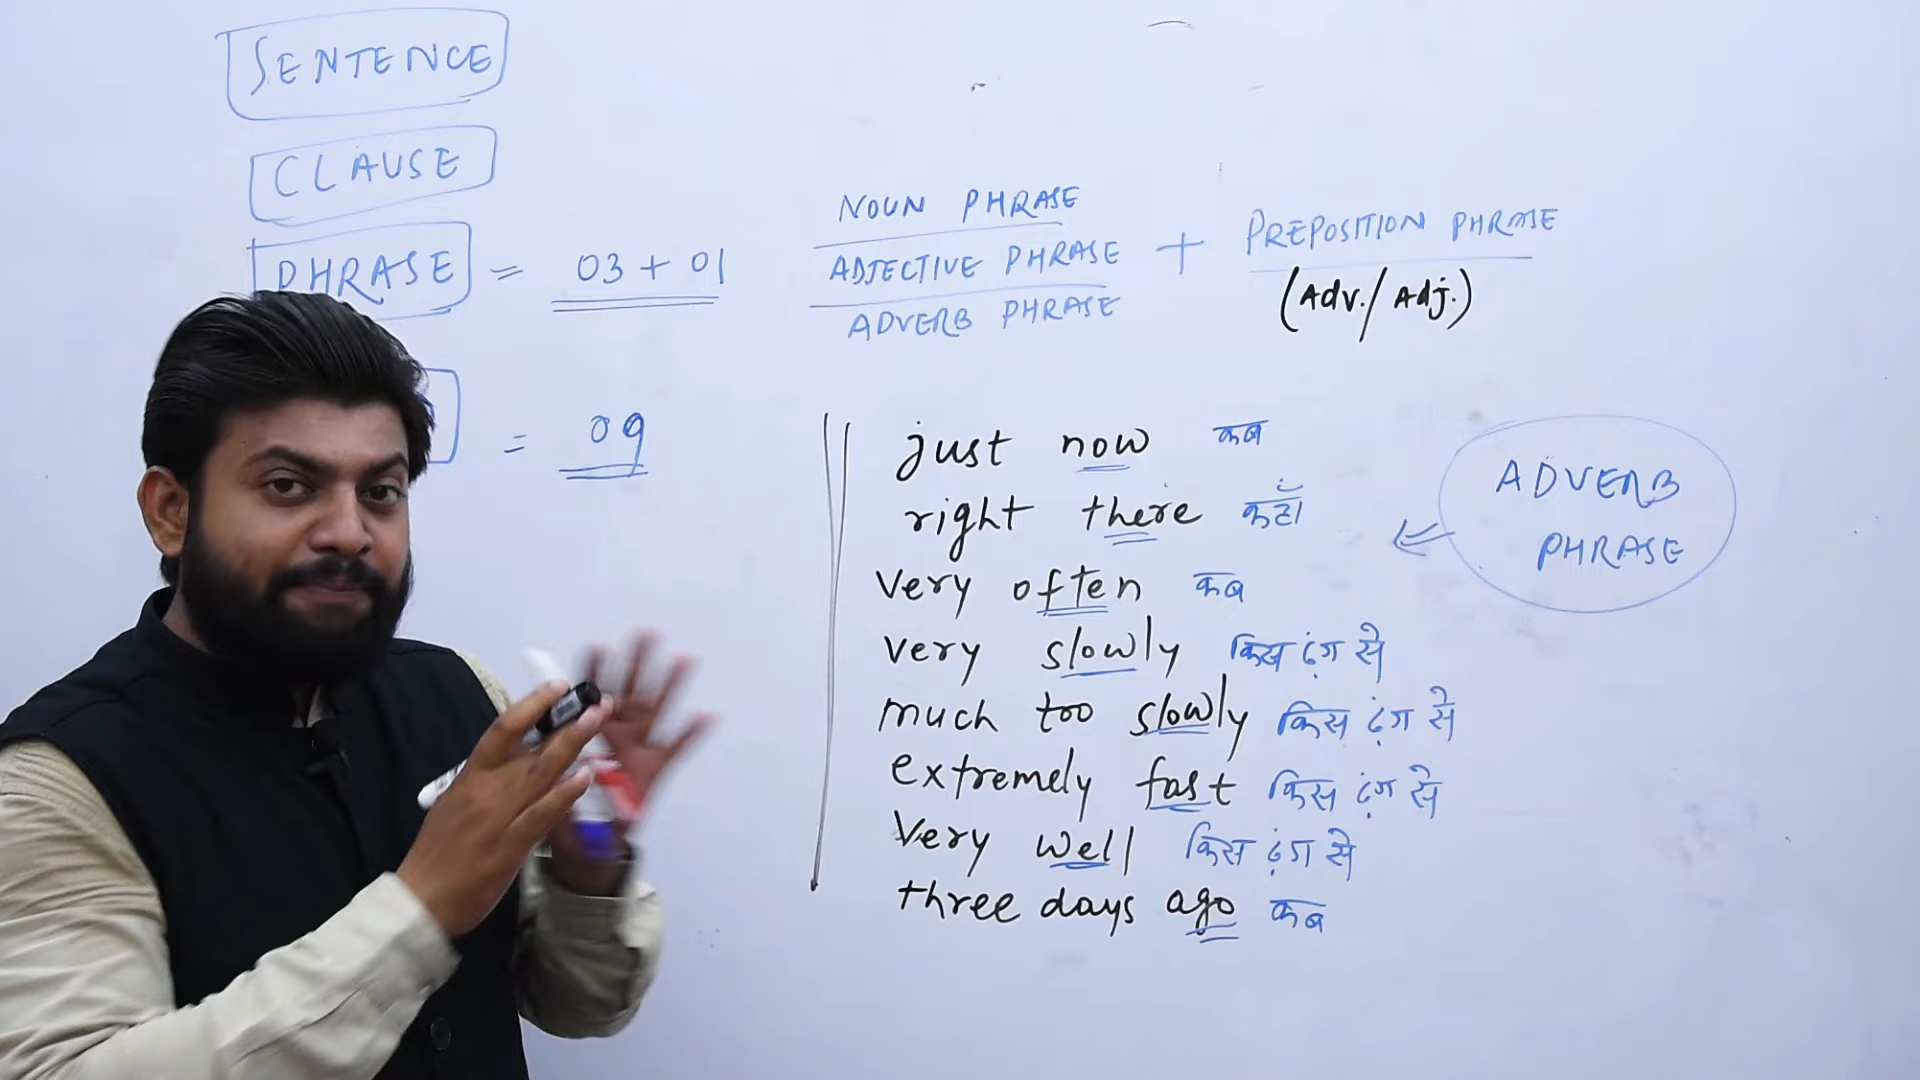 SENTENCE
CLAUSE
PHRASE = 03 + 01
NOUN PHRASE
ADJECTIVE PHRASE
ADVERB PHRASE
+ PREPOSITION PHRASE
(Adv./Adj.)
= 09
just now कब
right there कहाँ
very often कब
very slowly किस ढ़ंग से
much too slowly किस ढ़ंग से
extremely fast किस ढ़ंग से
Very well किस ढ़ंग से
three days ago कब
ADVERB
PHRASE